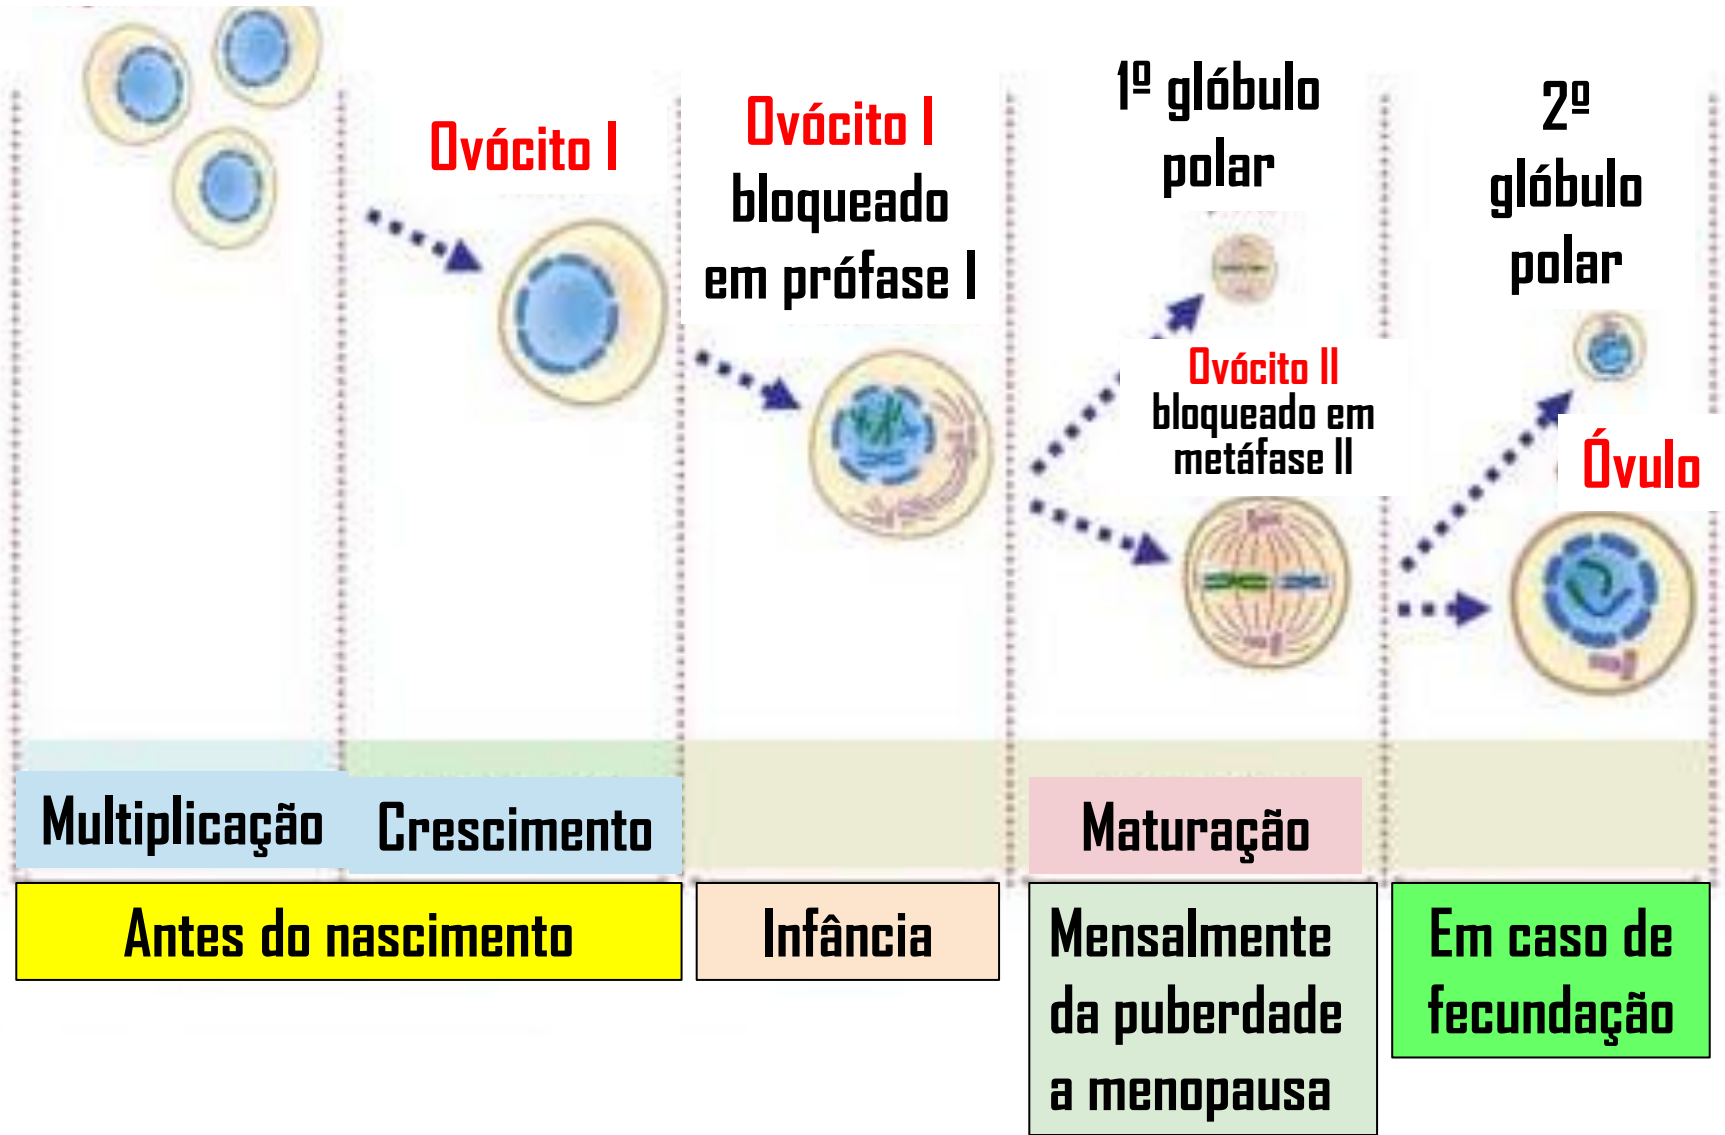 Ovócito I
Ovócito I
bloqueado
em prófase I
1º glóbulo
polar
Ovócito II
bloqueado em
metáfase II
2º
glóbulo
polar
Óvulo
Multiplicação
Crescimento
Maturação
Antes do nascimento
Infância
Mensalmente
da puberdade
a menopausa
Em caso de
fecundação